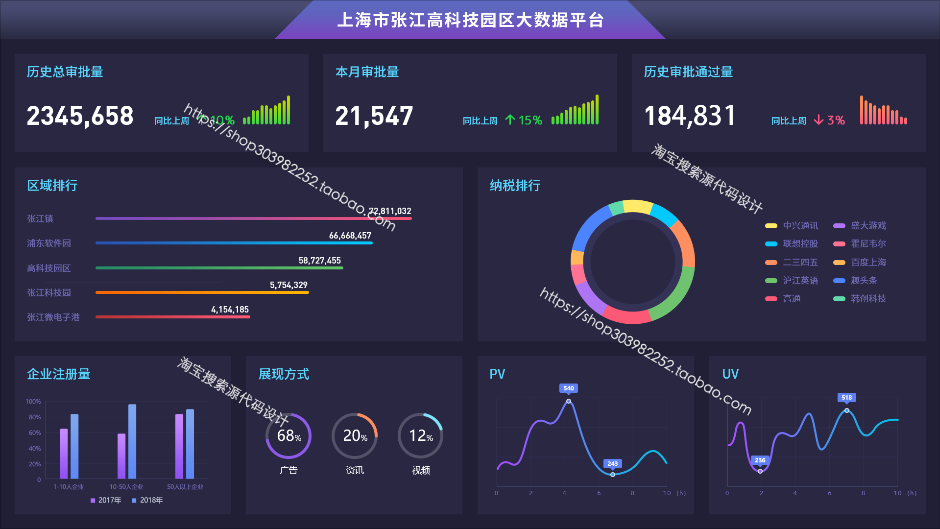 上海市张江高科技园区大数据平台
历史总审批量
2345,658
同比上周 ↑ 10%
本月审批量
21,547
同比上周 ↑ 15%
历史审批通过量
184,831
同比上周 ↓ 3%
https://shop303982252.taobao.com
淘宝搜索源代码设计
区域排行
张江镇
72,811,032
浦东软件园
66,668,457
高科技园区
58,727,455
张江科技园
5,754,329
张江微电子港
4,154,185
纳税排行
中兴通讯 盛大游戏
联想控股 霍尼韦尔
二三四五 百度上海
沪江英语 趣头条
高通 韩创科技
https://shop303982252.taobao.com
淘宝搜索源代码设计
企业注册量
100%
80%
60%
40%
20%
0
1-10人企业 10-50人企业 50人以上企业
2017年 2018年
展现方式
68% 20% 12%
广告 资讯 视频
PV
540
245
0 2 4 6 8 10 (h)
UV
518
256
0 2 4 6 8 10 (h)